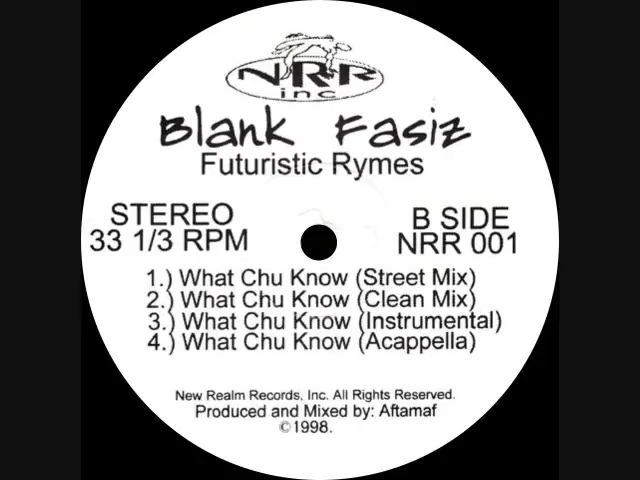 NRR
inc
Blank Fasiz
Futuristic Rymes
STEREO
33 1/3 RPM
B SIDE
NRR 001
1.) What Chu Know (Street Mix)
2.) What Chu Know (Clean Mix)
3.) What Chu Know (Instrumental)
4.) What Chu Know (Acappella)
New Realm Records, Inc. All Rights Reserved.
Produced and Mixed by: Aftamaf
©1998.